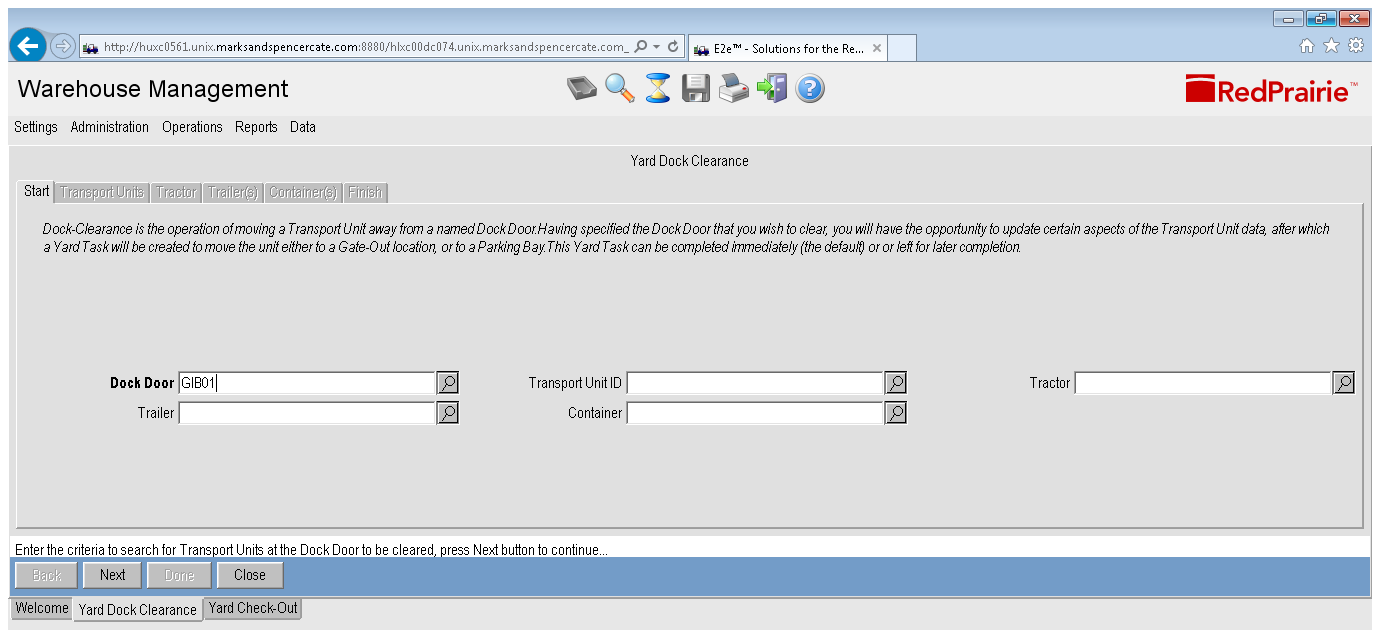 http://huxc0561.unix.marksandspencercate.com:8880/hlxc00dc074.unix.marksandspencercate.com_
E2e™ - Solutions for the Re...
Warehouse Management
RedPrairie™
Settings Administration Operations Reports Data
Yard Dock Clearance
Start Transport Units Tractor Trailer(s) Container(s) Finish
Dock-Clearance is the operation of moving a Transport Unit away from a named Dock Door.Having specified the Dock Door that you wish to clear, you will have the opportunity to update certain aspects of the Transport Unit data, after which
a Yard Task will be created to move the unit either to a Gate-Out location, or to a Parking Bay.This Yard Task can be completed immediately (the default) or or left for later completion.
Dock Door GIB01 Transport Unit ID Tractor
Trailer Container
Enter the criteria to search for Transport Units at the Dock Door to be cleared, press Next button to continue...
Back Next Done Close
Welcome Yard Dock Clearance Yard Check-Out